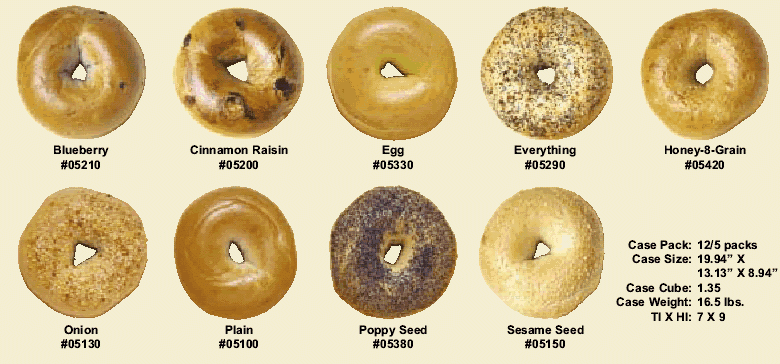 Blueberry
#05210
Cinnamon Raisin
#05200
Egg
#05330
Everything
#05290
Honey-8-Grain
#05420
Onion
#05130
Plain
#05100
Poppy Seed
#05380
Sesame Seed
#05150
Case Pack: 12/5 packs
Case Size: 19.94” X
13.13” X 8.94”
Case Cube: 1.35
Case Weight: 16.5 lbs.
TI X HI: 7 X 9